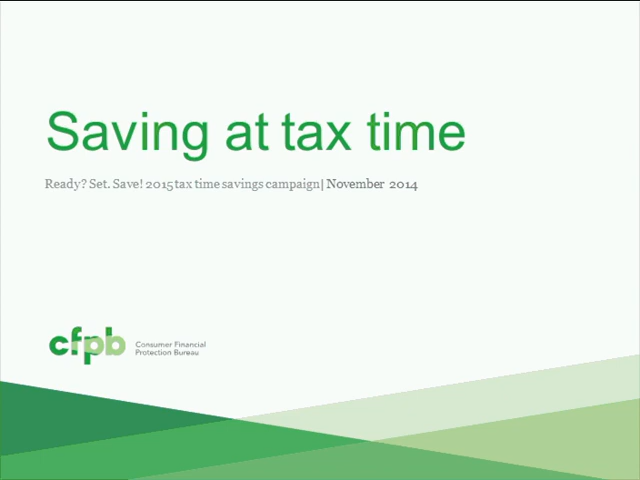 Saving at tax time
Ready? Set. Save! 2015 tax time savings campaign| November 2014
cfpb Consumer Financial
Protection Bureau